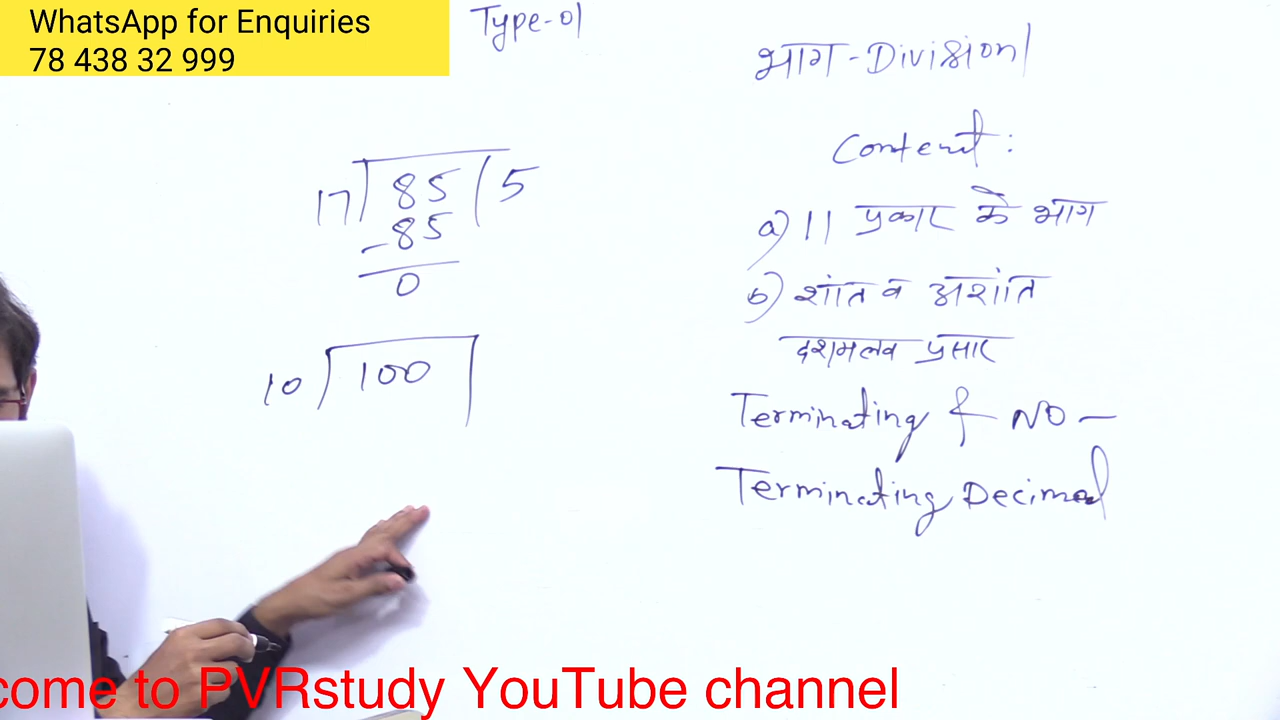 WhatsApp for Enquiries
78 438 32 999
Type-01
17 85 5
-85
0
10 100
भाग-Division
Content:
a) 11 प्रकार के भाग
b) शांत व अशांत
दशमलव प्रसार
Terminating & NO-
Terminating Decimal
come to PVRstudy YouTube channel